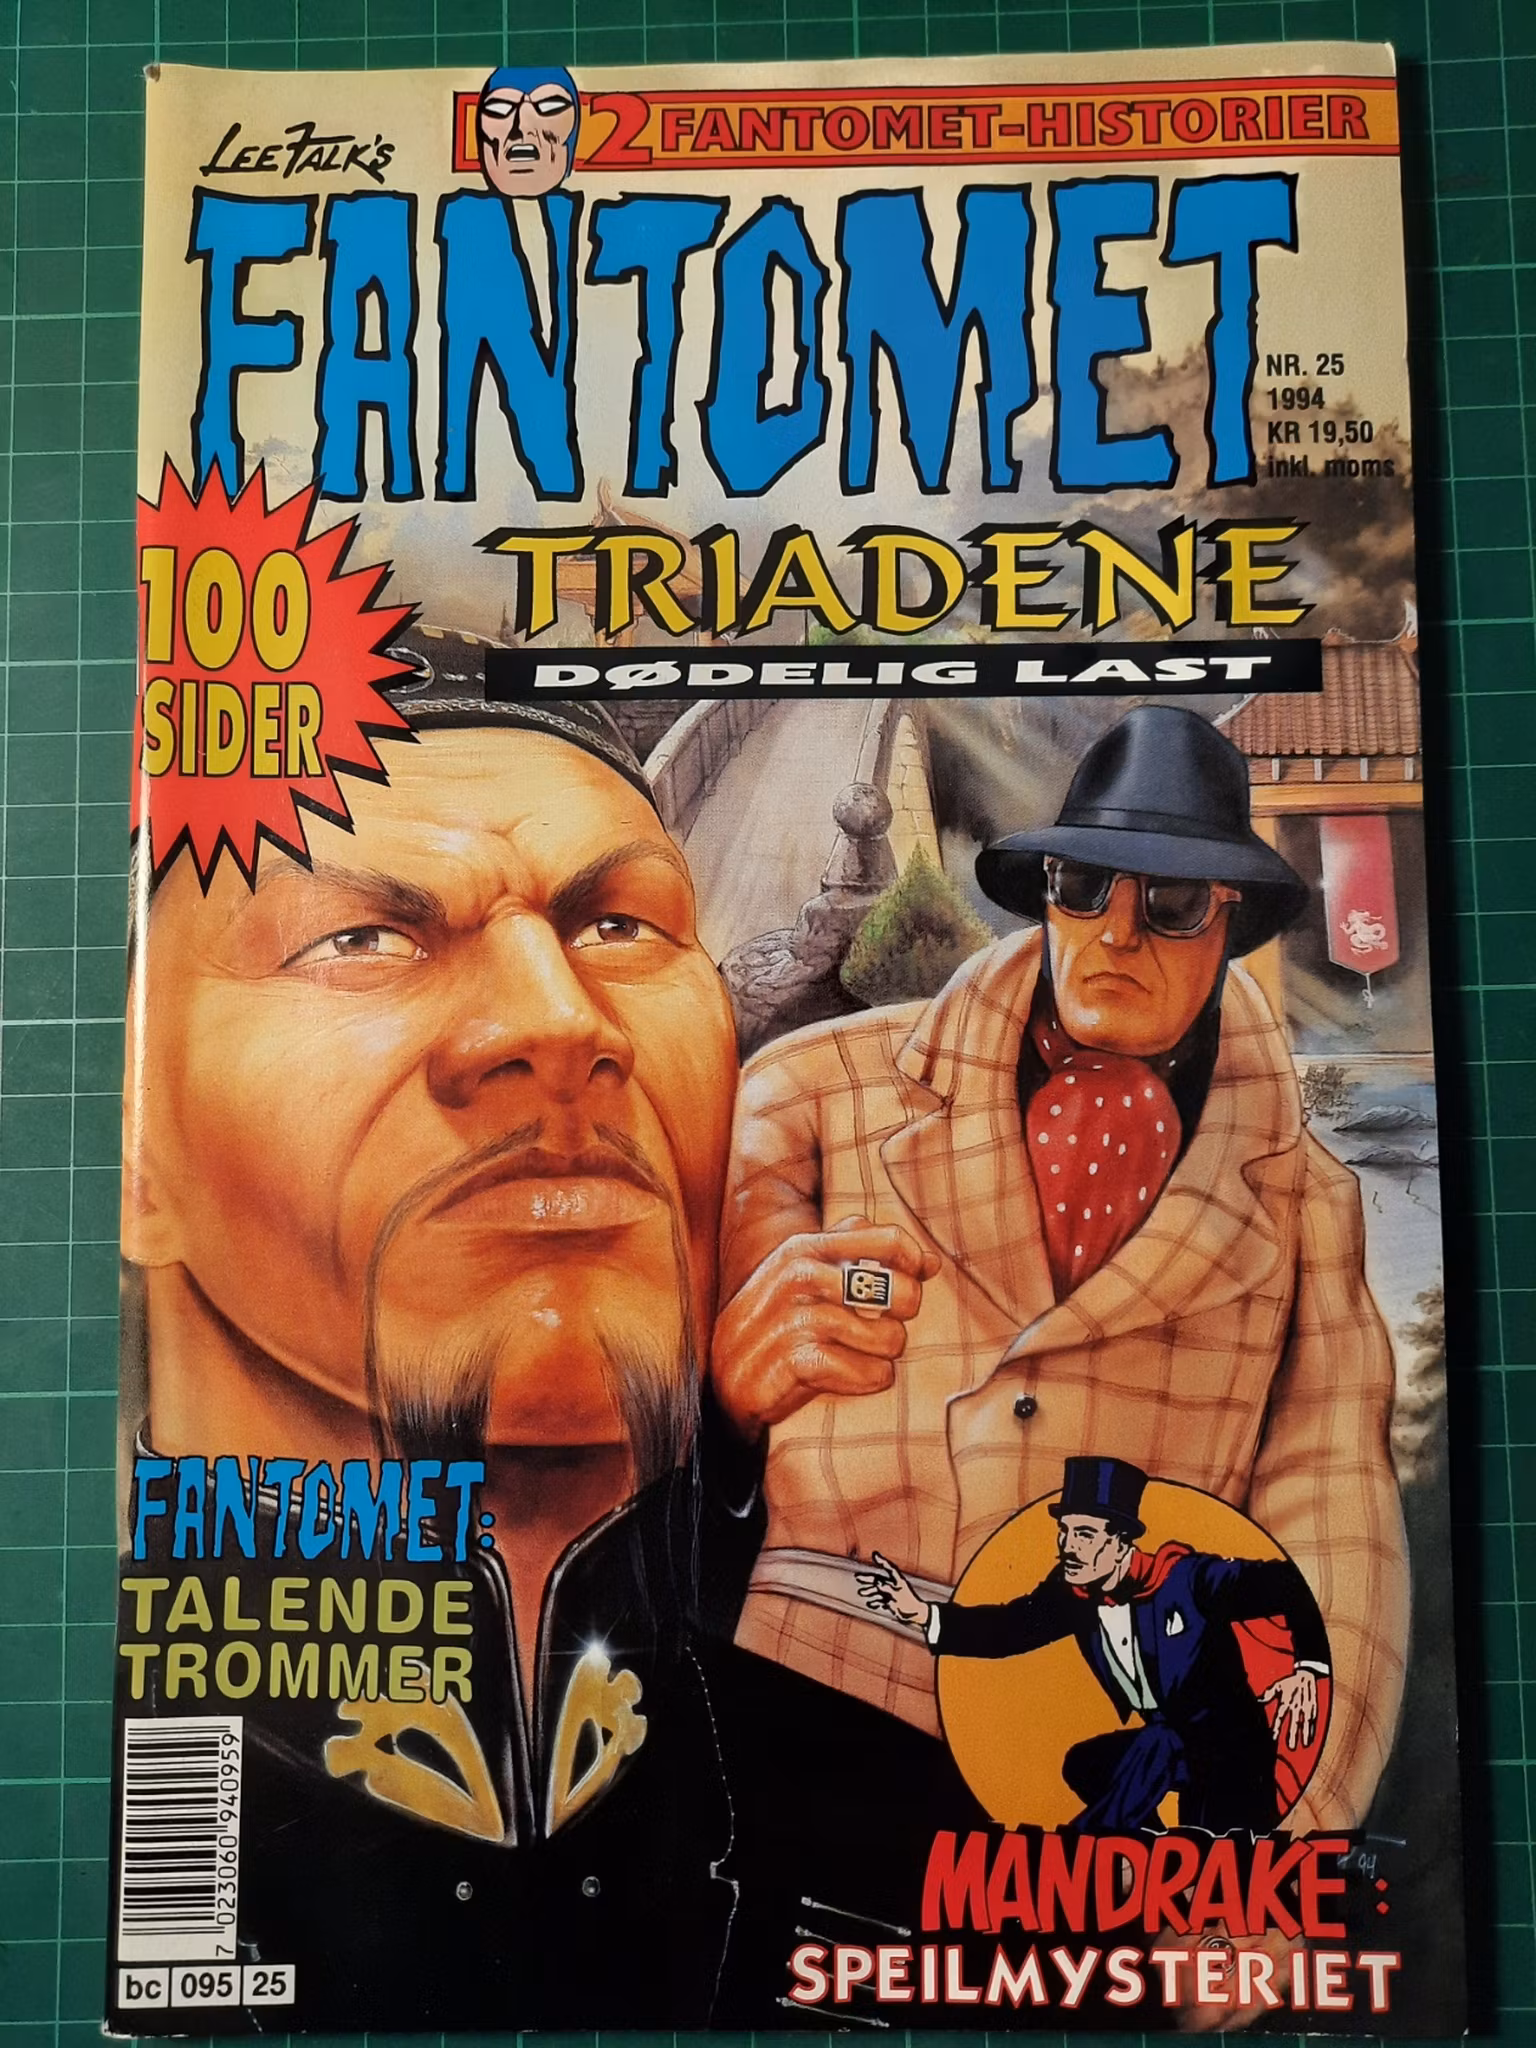 2 FANTOMET-HISTORIER
LEE FALK'S
FANTOMET
NR. 25
1994
KR 19,50
inkl. moms
TRIADENE
DØDELIG LAST
100
SIDER
FANTOMET:
TALENDE
TROMMER
MANDRAKE:
SPEILMYSTERIET
94
7 023060 940959
bc 095 25